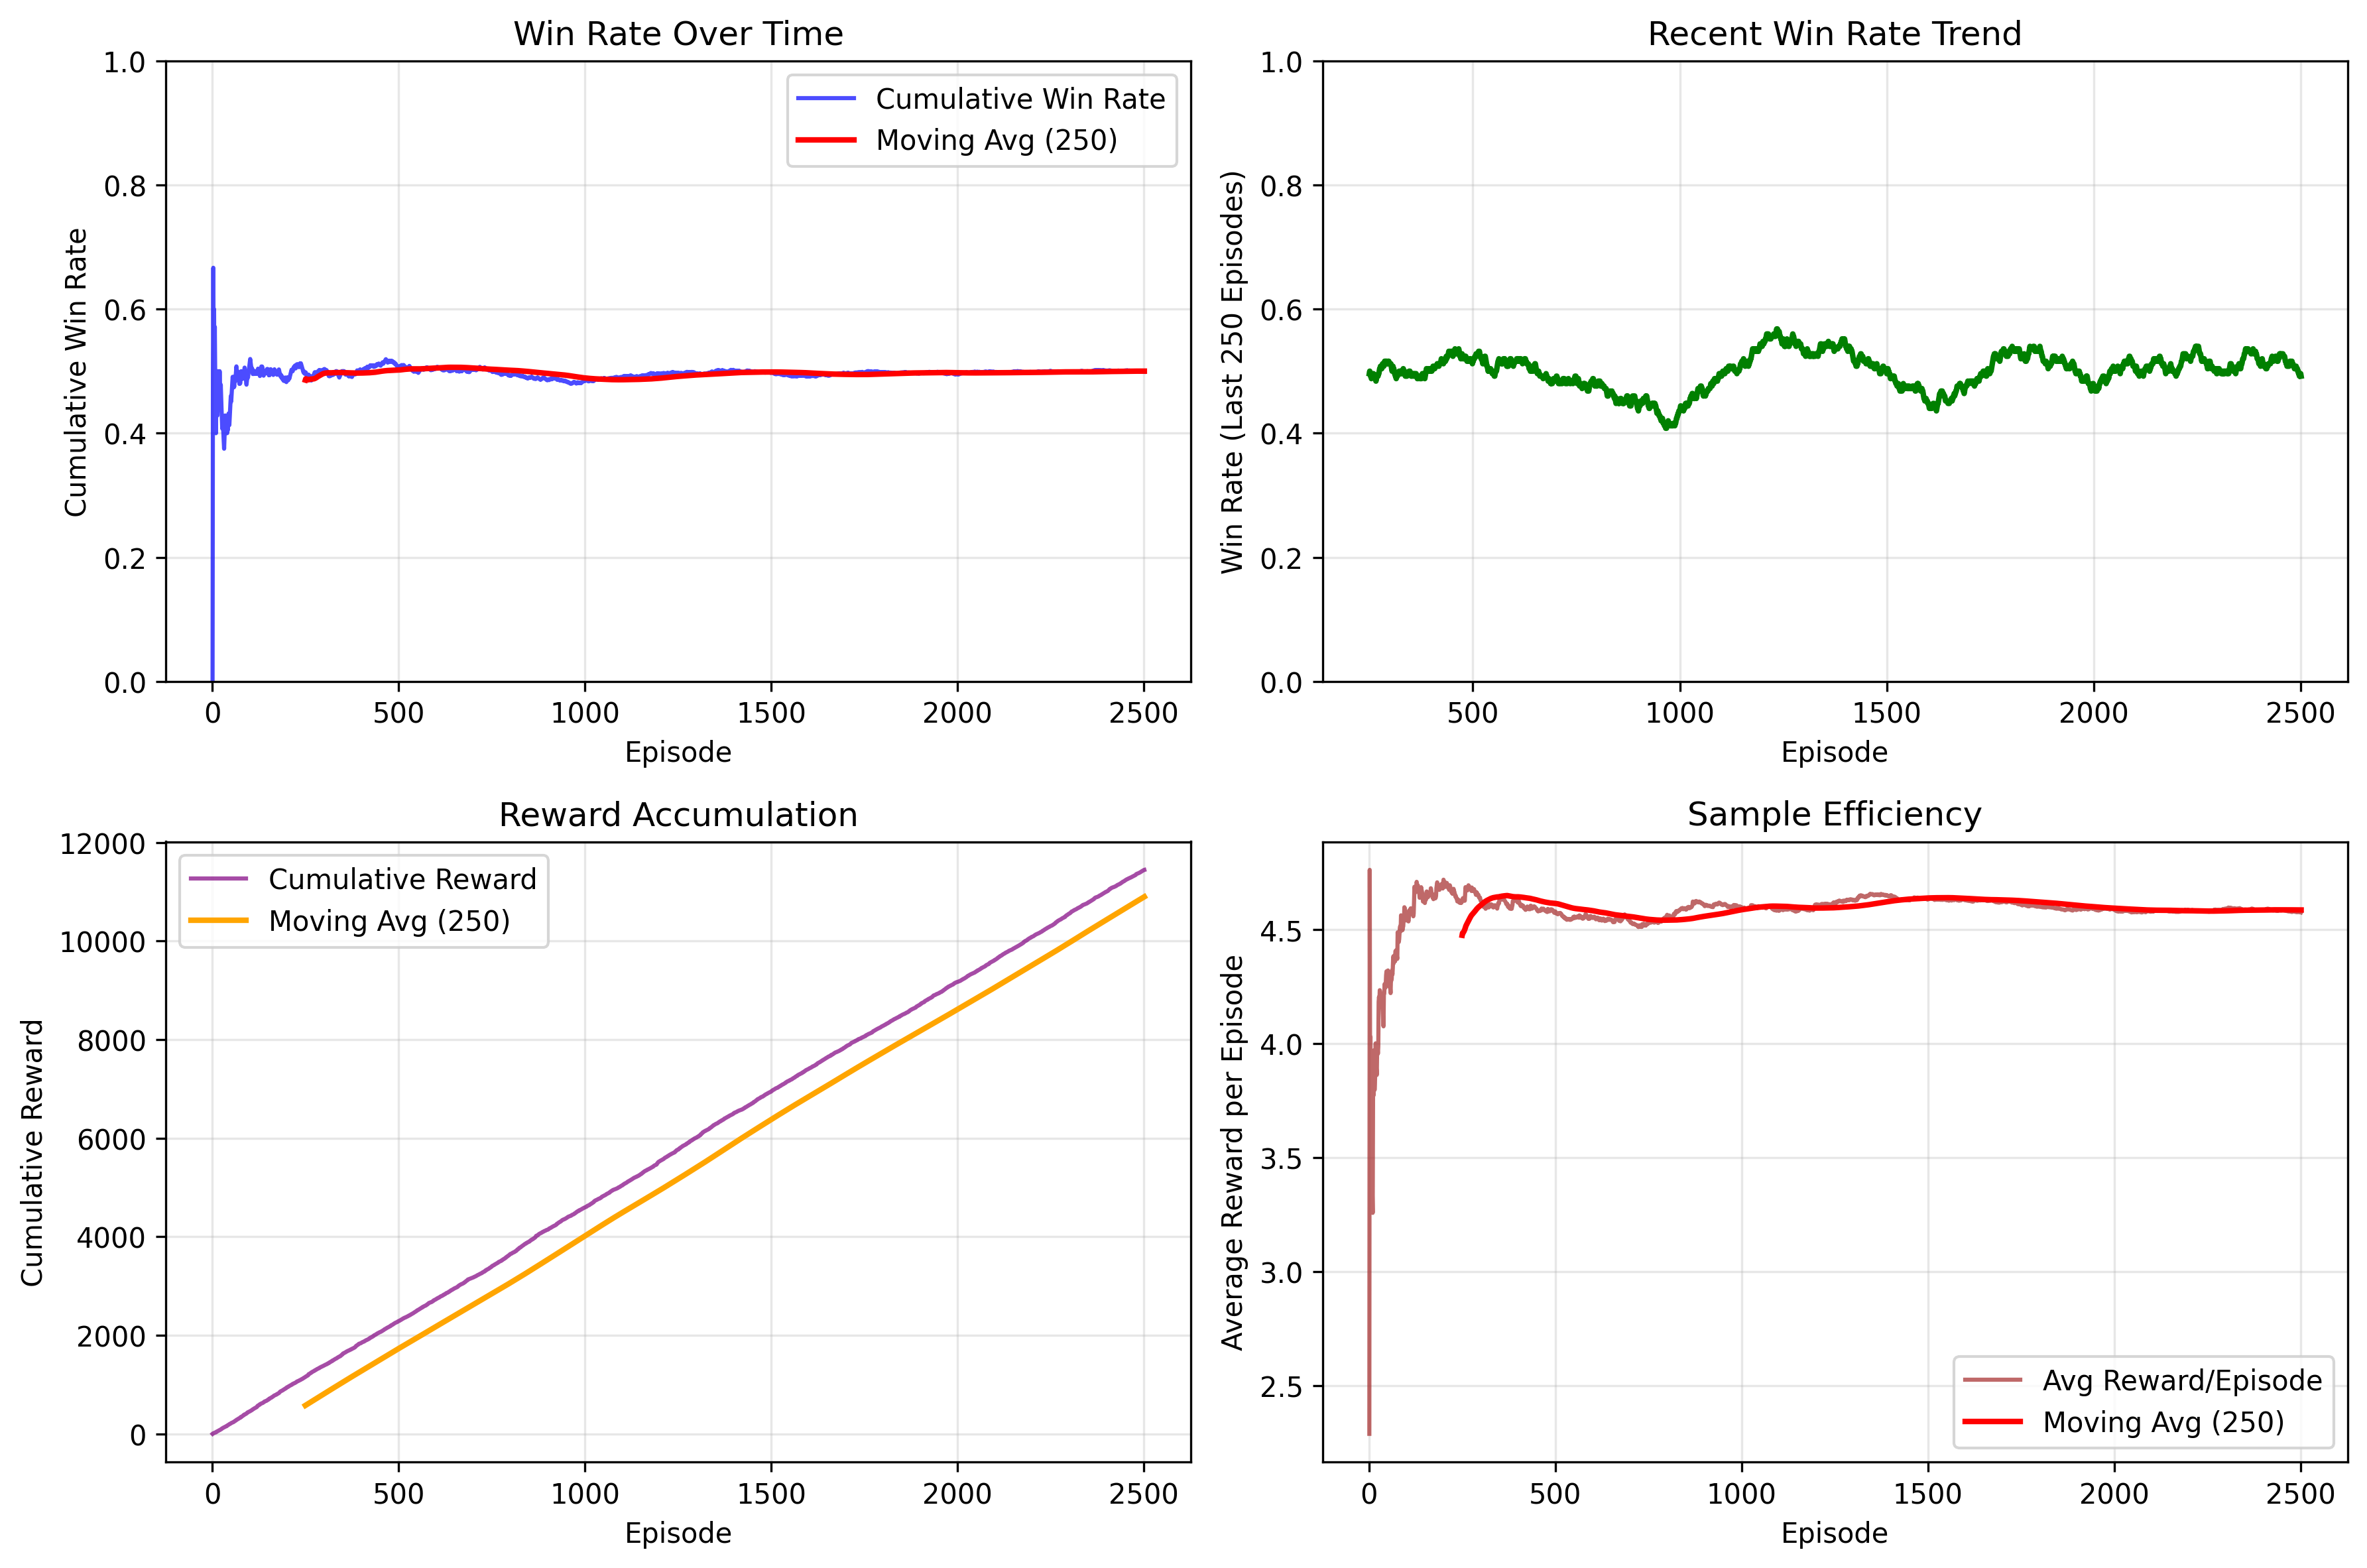 Win Rate Over Time
Cumulative Win Rate
1.0
0.8
0.6
0.4
0.2
0.0
Cumulative Win Rate
Moving Avg (250)
0 500 1000 1500 2000 2500
Episode
Recent Win Rate Trend
Win Rate (Last 250 Episodes)
1.0
0.8
0.6
0.4
0.2
0.0
500 1000 1500 2000 2500
Episode
Reward Accumulation
Cumulative Reward
12000
10000
8000
6000
4000
2000
0
Cumulative Reward
Moving Avg (250)
0 500 1000 1500 2000 2500
Episode
Sample Efficiency
Average Reward per Episode
4.5
4.0
3.5
3.0
2.5
Avg Reward/Episode
Moving Avg (250)
0 500 1000 1500 2000 2500
Episode